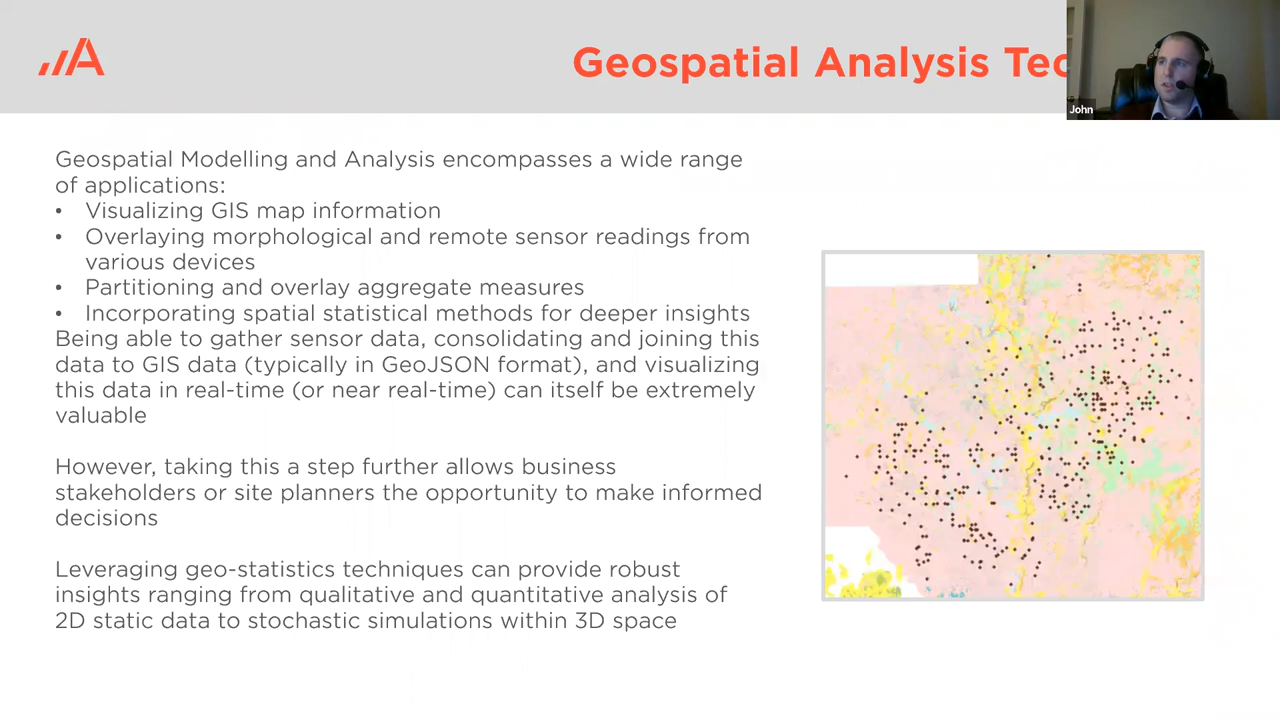 Geospatial Analysis Tec
John
Geospatial Modelling and Analysis encompasses a wide range
of applications:
• Visualizing GIS map information
• Overlaying morphological and remote sensor readings from
various devices
• Partitioning and overlay aggregate measures
• Incorporating spatial statistical methods for deeper insights
Being able to gather sensor data, consolidating and joining this
data to GIS data (typically in GeoJSON format), and visualizing
this data in real-time (or near real-time) can itself be extremely
valuable
However, taking this a step further allows business
stakeholders or site planners the opportunity to make informed
decisions
Leveraging geo-statistics techniques can provide robust
insights ranging from qualitative and quantitative analysis of
2D static data to stochastic simulations within 3D space